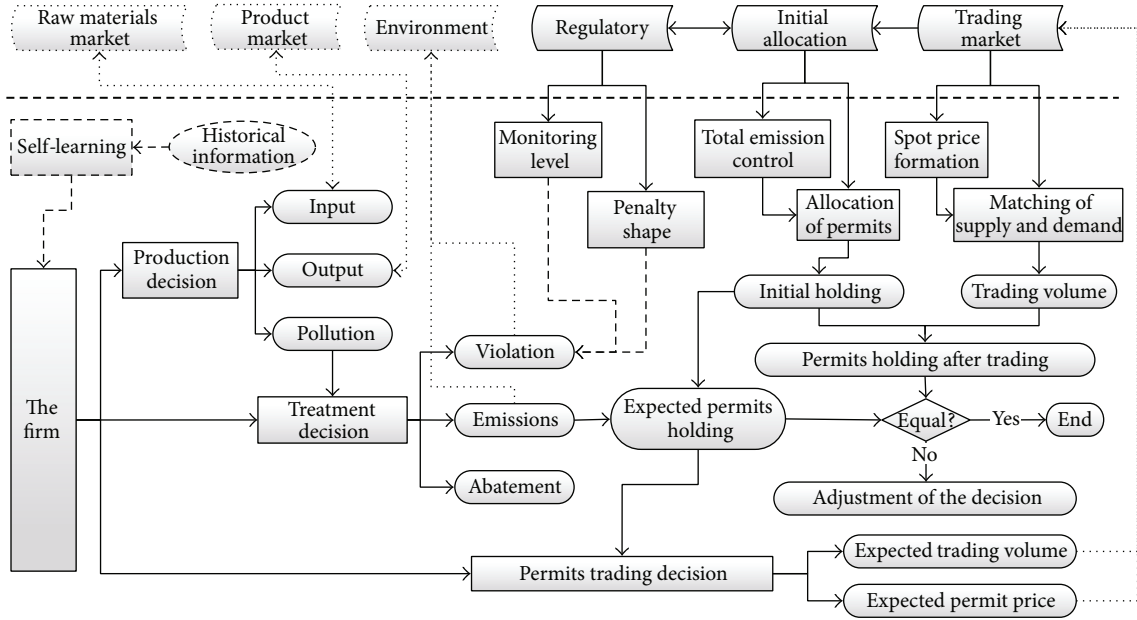 Raw materials
market
Product
market
Environment
Regulatory
Initial
allocation
Trading
market
Self-learning
Historical
information
Monitoring
level
Total emission
control
Spot price
formation
Input
Penalty
shape
Allocation
of permits
Matching of
supply and demand
Production
decision
Output
Initial holding
Trading volume
Pollution
Violation
Permits holding after trading
The
firm
Treatment
decision
Emissions
Expected permits
holding
Equal?
Yes
End
No
Abatement
Adjustment of the decision
Permits trading decision
Expected trading volume
Expected permit price